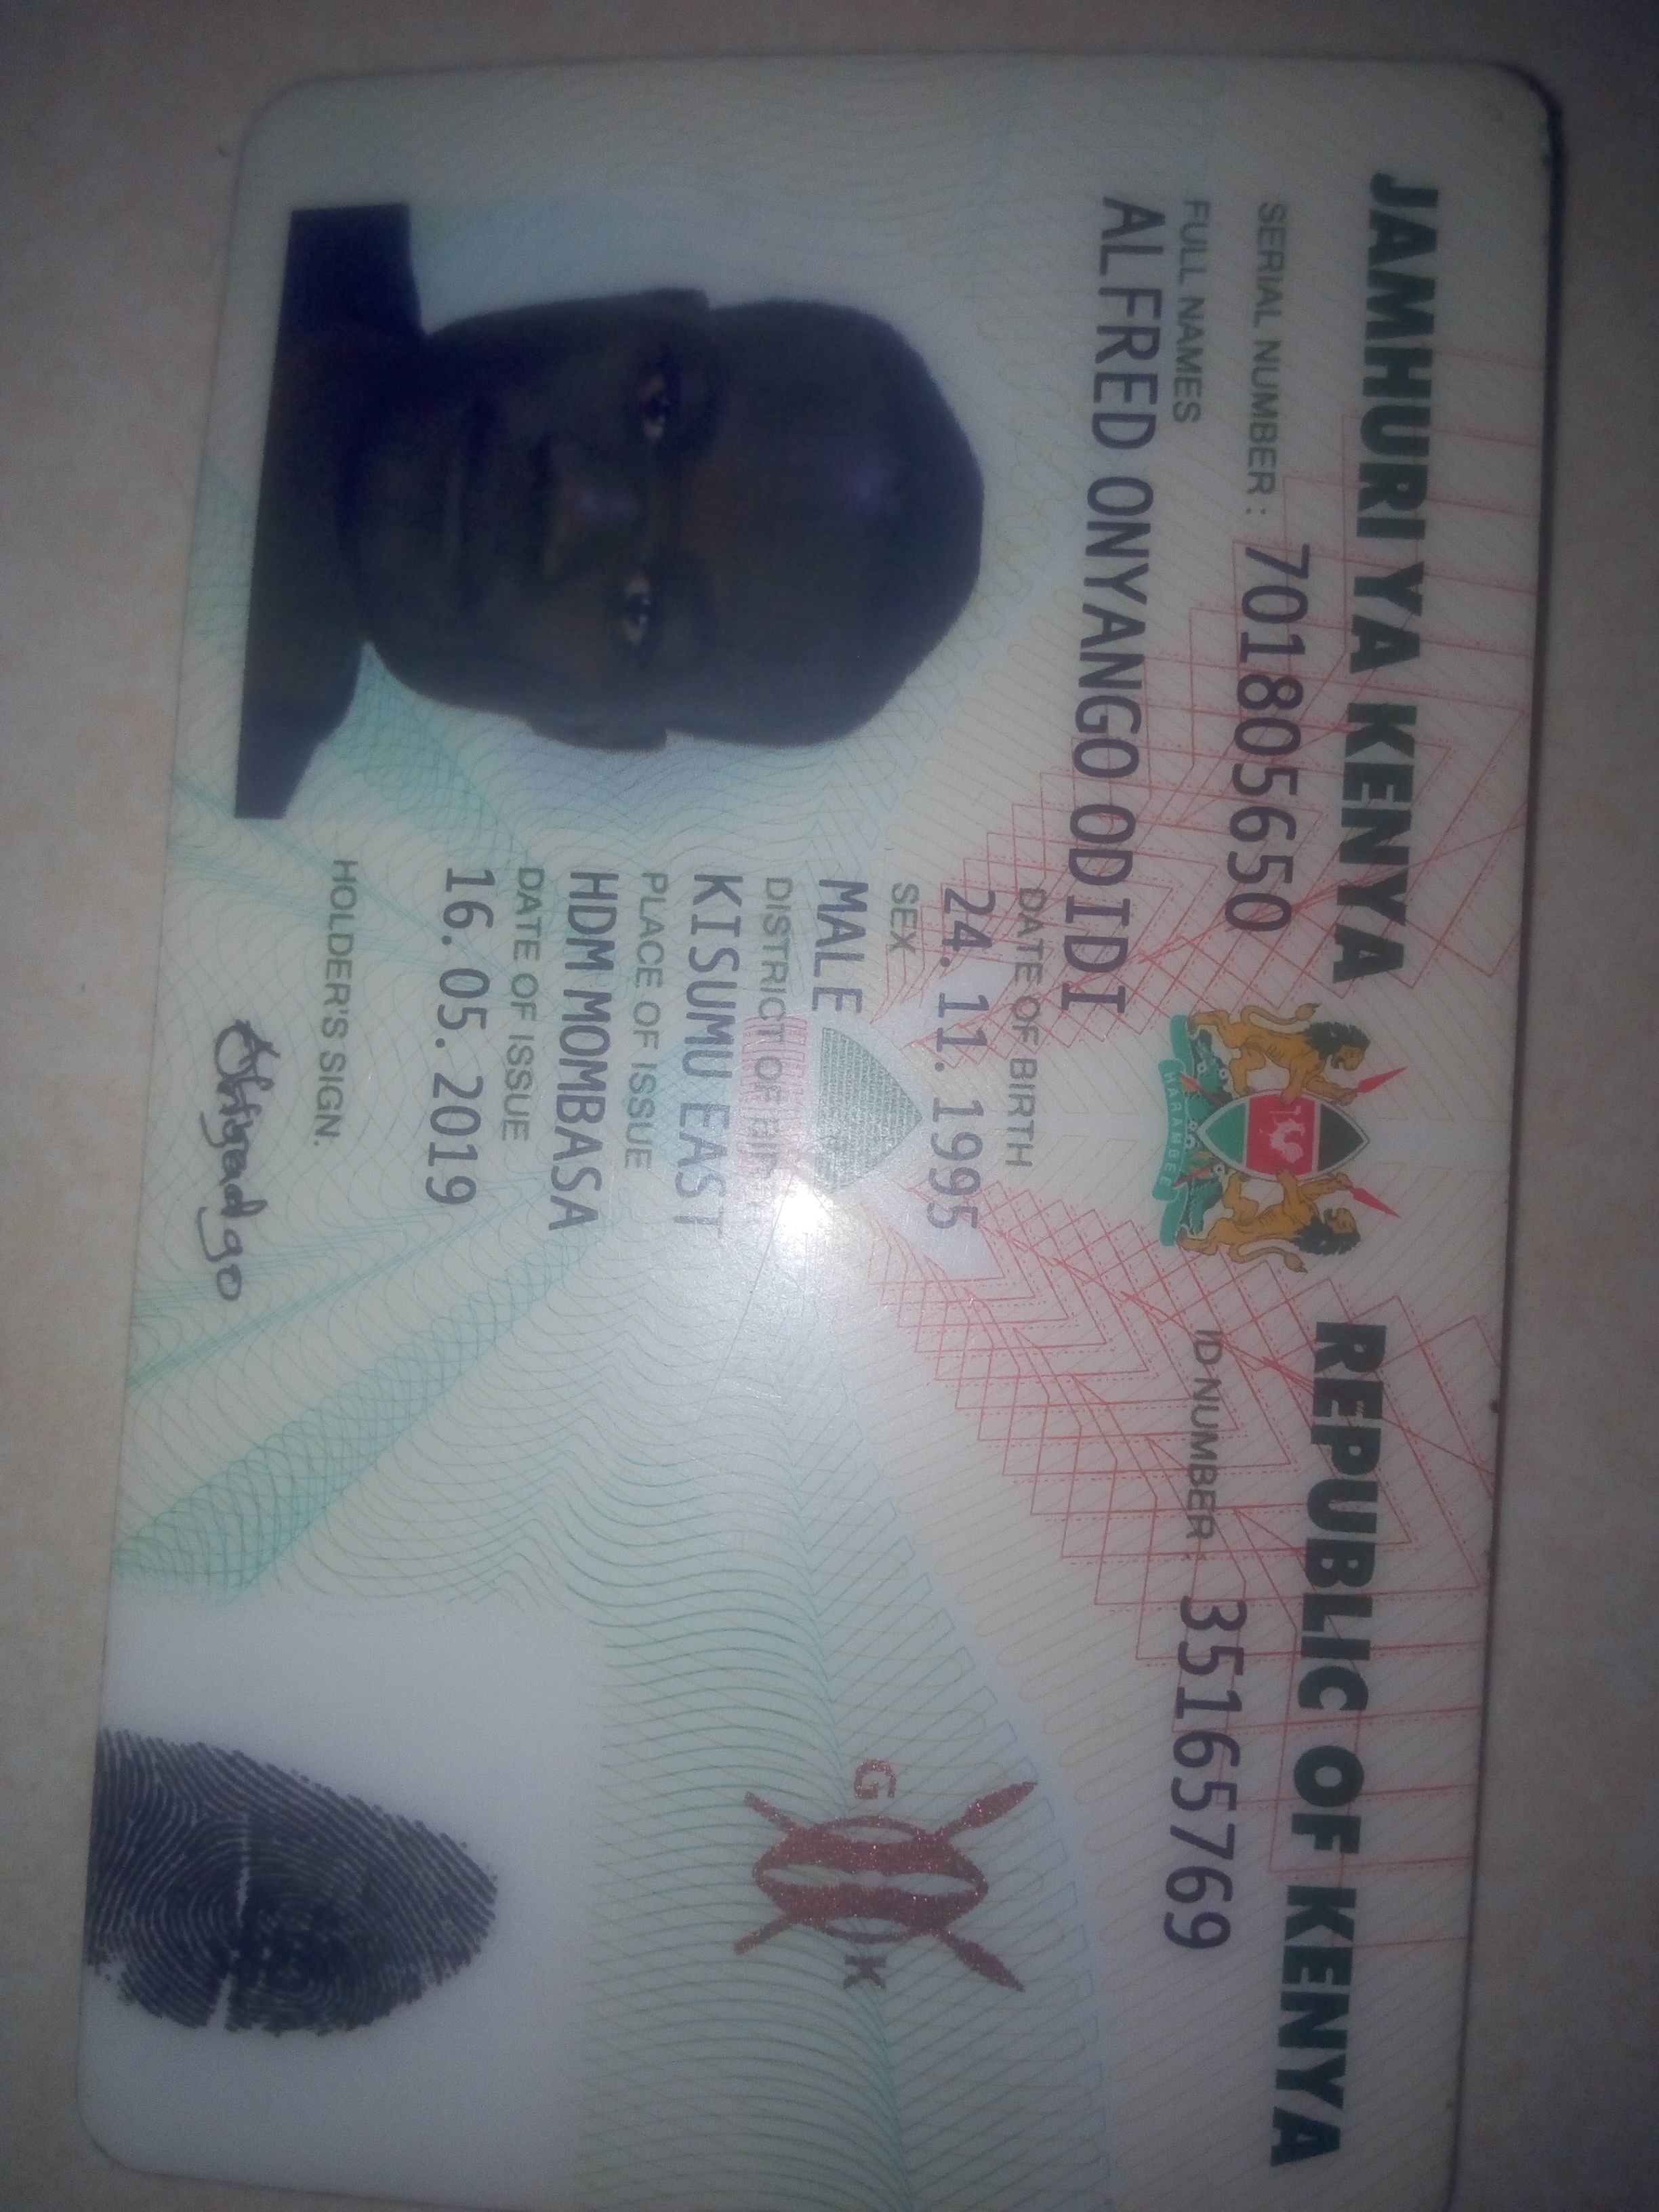 JAMHURI YA KENYA REPUBLIC OF KENYA
SERIAL NUMBER: 701805650 ID NUMBER: 35165769
HARAMBEE
FULL NAMES
ALFRED ONYANGO ODIDI
DATE OF BIRTH
24. 11. 1995
SEX
MALE
DISTRICT OF BIRTH
KISUMU EAST
PLACE OF ISSUE
HDM MOMBASA
DATE OF ISSUE
16. 05. 2019
HOLDER'S SIGN.
G K